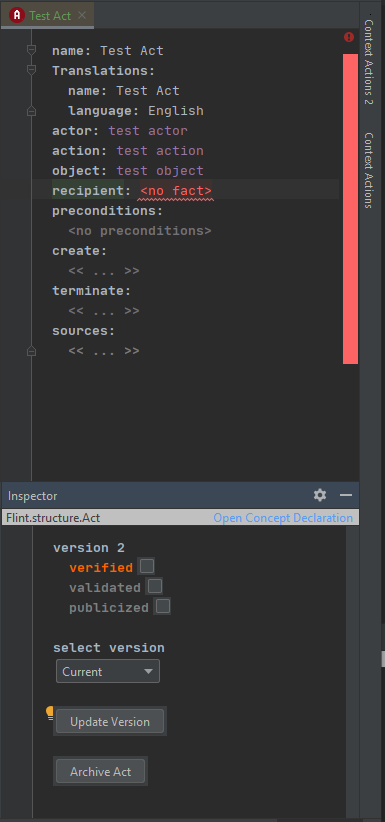 A Test Act
name: Test Act
Translations:
name: Test Act
language: English
actor: test actor
action: test action
object: test object
recipient: <no fact>
preconditions:
<no preconditions>
create:
<< ... >>
terminate:
<< ... >>
sources:
<< ... >>
Context Actions 2
Context Actions
Inspector
Flint.structure.Act Open Concept Declaration
version 2
verified
validated
publicized
select version
Current
Update Version
Archive Act